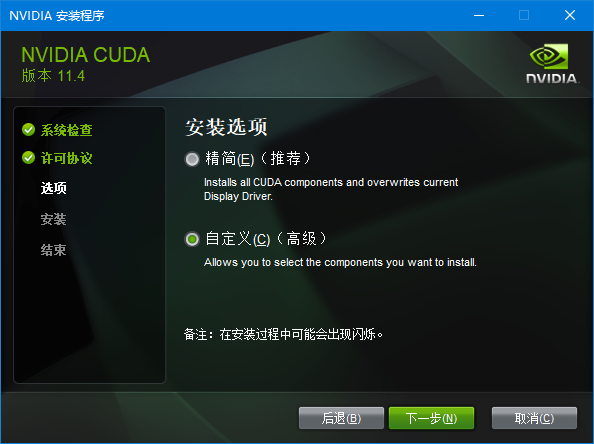 NVIDIA 安装程序
NVIDIA CUDA
版本 11.4
NVIDIA.
系统检查
许可协议
选项
安装
结束
安装选项
精简(E)（推荐）
Installs all CUDA components and overwrites current
Display Driver.
自定义(C)（高级）
Allows you to select the components you want to install.
备注：在安装过程中可能会出现闪烁。
后退(B)
下一步(N)
取消(C)